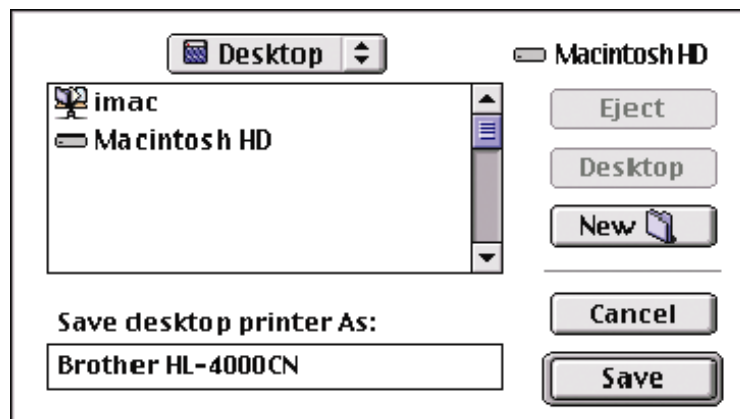 Desktop
Macintosh HD
imac
Macintosh HD
Eject
Desktop
New
Save desktop printer As:
Brother HL-4000CN
Cancel
Save